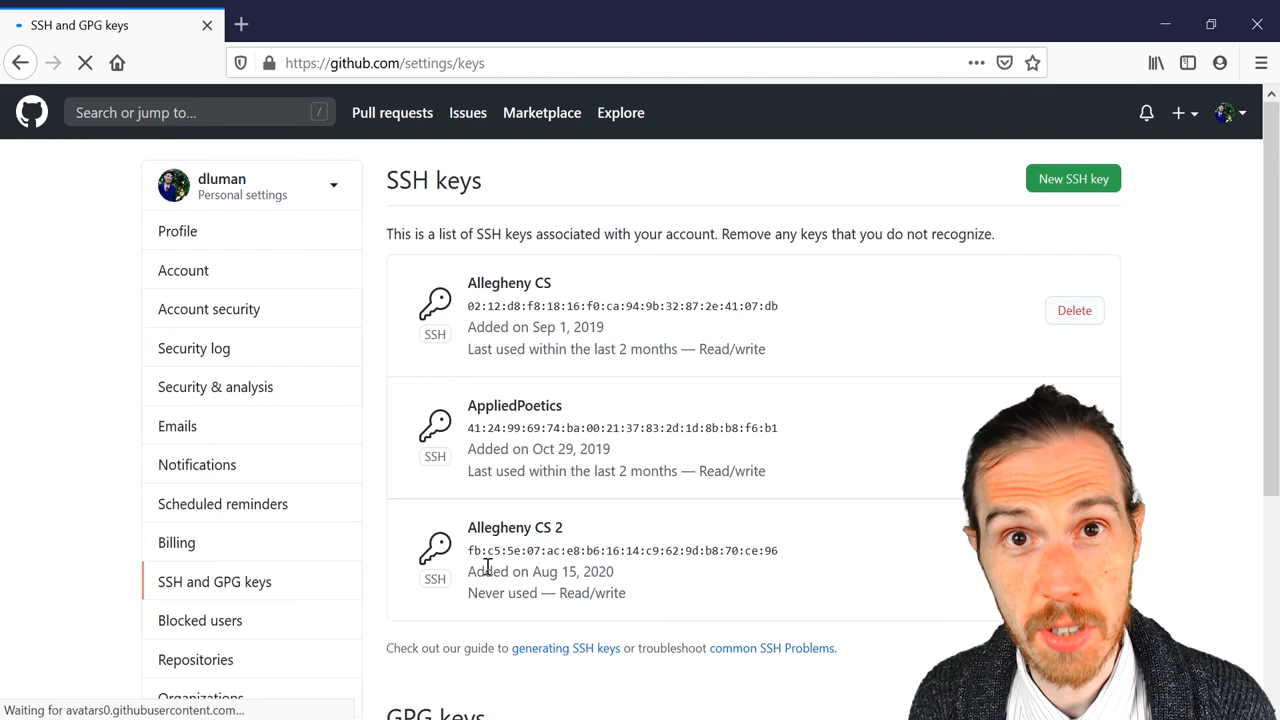 SSH and GPG keys
https://github.com/settings/keys
Search or jump to...
/
Pull requests
Issues
Marketplace
Explore
dluman
Personal settings
Profile
Account
Account security
Security log
Security & analysis
Emails
Notifications
Scheduled reminders
Billing
SSH and GPG keys
Blocked users
Repositories
Organizations
SSH keys
New SSH key
This is a list of SSH keys associated with your account. Remove any keys that you do not recognize.
Allegheny CS
02:12:d8:f8:18:16:f0:ca:94:9b:32:87:2e:41:07:db
SSH
Added on Sep 1, 2019
Last used within the last 2 months — Read/write
Delete
AppliedPoetics
41:24:99:69:74:ba:00:21:37:83:2d:1d:8b:b8:f6:b1
SSH
Added on Oct 29, 2019
Last used within the last 2 months — Read/write
Allegheny CS 2
fb:c5:5e:07:ac:e8:b6:16:14:c9:62:9d:b8:70:ce:96
SSH
Added on Aug 15, 2020
Never used — Read/write
Check out our guide to generating SSH keys or troubleshoot common SSH Problems.
GPG keys
Waiting for avatars0.githubusercontent.com...